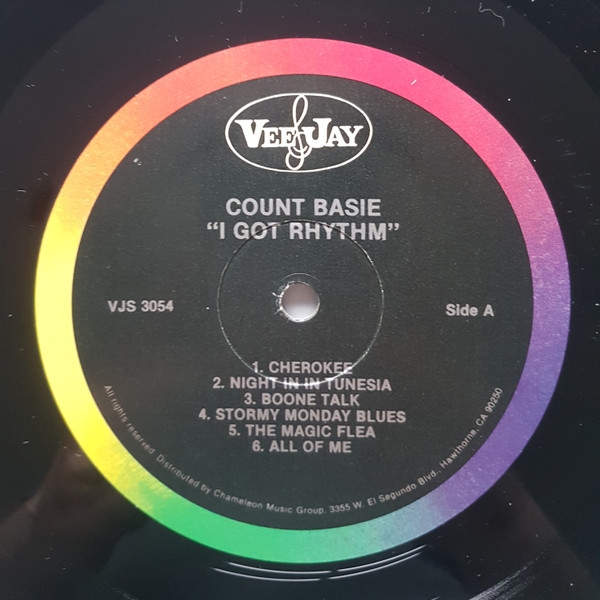 VEE JAY
COUNT BASIE
“I GOT RHYTHM”
VJS 3054
Side A
1. CHEROKEE
2. NIGHT IN IN TUNESIA
3. BOONE TALK
4. STORMY MONDAY BLUES
5. THE MAGIC FLEA
6. ALL OF ME
All rights reserved. Distributed by Chameleon Music Group. 3355 W. El Segundo Blvd., Hawthorne, CA 90250